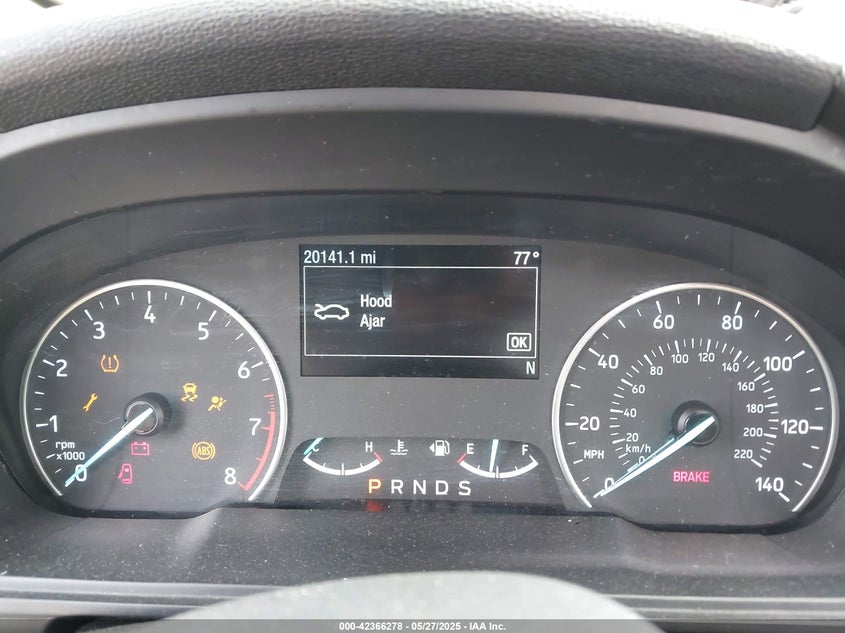 20141.1 mi 77°
Hood
Ajar
OK
N
0 1 2 3 4 5 6 7 8
rpm
x1000
ABS
C H
E F
P R N D S
0 20 40 60 80 100 120 140
MPH
0 20 40 60 80 100 120 140 160 180 200 220
km/h
BRAKE
000-42366278 - 05/27/2025 - IAA Inc.